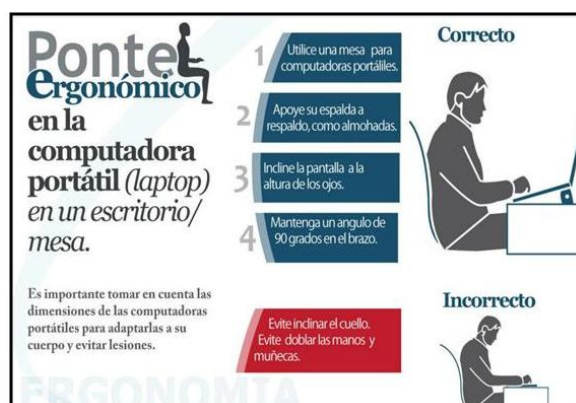 Ponte
ergonómico
en la
computadora
portátil (laptop)
en un escritorio/
mesa.
Es importante tomar en cuenta las
dimensiones de las computadoras
portátiles para adaptarlas a su
cuerpo y evitar lesiones.
ERGONOMIA
1
Utilice una mesa para
computadoras portáliles.
2
Apoye su espalda a
respaldo, como almohadas.
3
Incline la pantalla a la
altura de los ojos.
4
Mantenga un angulo de
90 grados en el brazo.
Evite inclinar el cuello.
Evite doblar las manos y
muñecas.
Correcto
Incorrecto